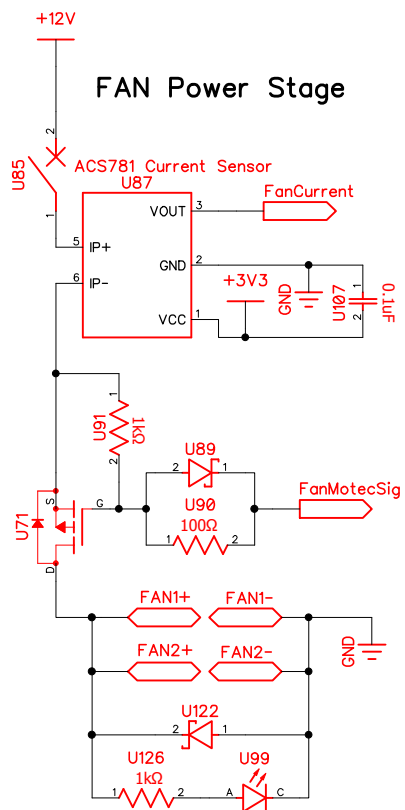 +12V
FAN Power Stage
2
U85
1
ACS781 Current Sensor
U87
VOUT 3
FanCurrent
5 IP+
GND 2
6 IP-
+3V3
GND
1
U107
0.1uF
2
VCC 1
1
U91
1kΩ
2
U89
2 1
U90
100Ω
1 2
FanMotecSig
S
G
U71
D
FAN1+ FAN1-
FAN2+ FAN2-
GND
U122
2 1
U126
1kΩ
1 2
U99
A C